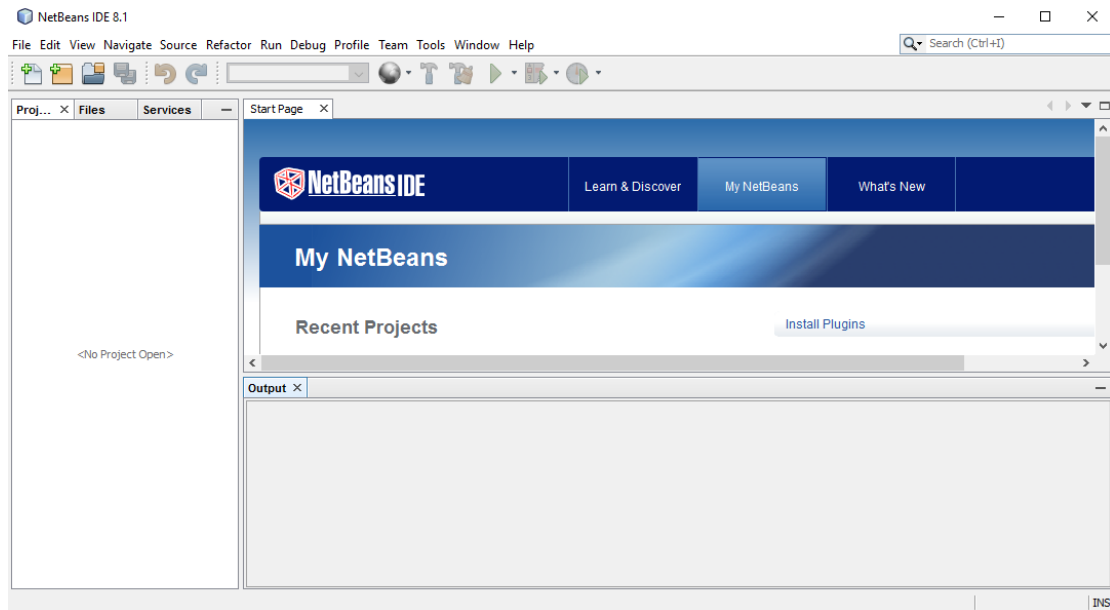 NetBeans IDE 8.1
File Edit View Navigate Source Refactor Run Debug Profile Team Tools Window Help
Search (Ctrl+I)
Proj... Files Services
Start Page
NetBeans IDE
Learn & Discover
My NetBeans
What's New
My NetBeans
Recent Projects
Install Plugins
<No Project Open>
Output
INS